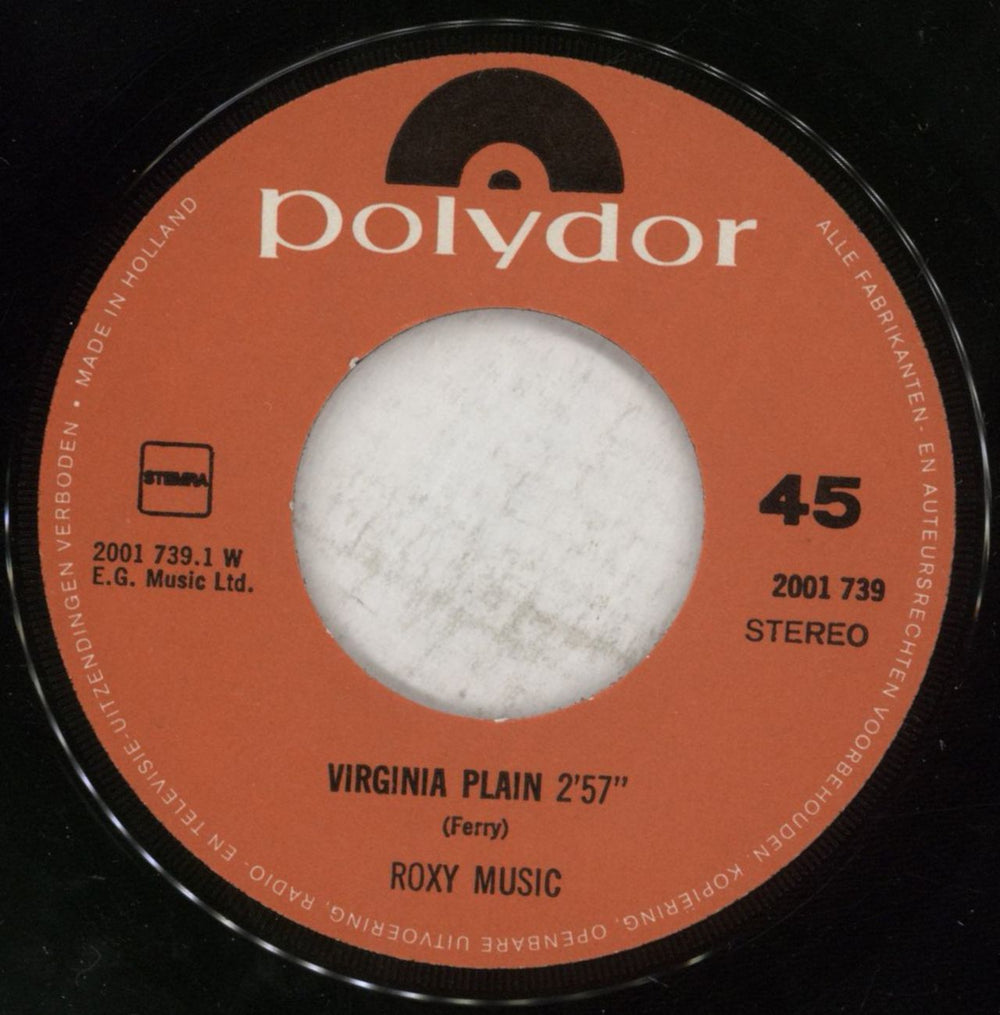 polydor
ALLE FABRIKANTEN- EN AUTEURSRECHTEN VOORBEHOUDEN. KOPIËRING, OPENBARE UITVOERING, RADIO- EN TELEVISIE-UITZENDINGEN VERBODEN • MADE IN HOLLAND
STEMRA
2001 739.1 W
E.G. Music Ltd.
45
2001 739
STEREO
VIRGINIA PLAIN 2'57"
(Ferry)
ROXY MUSIC